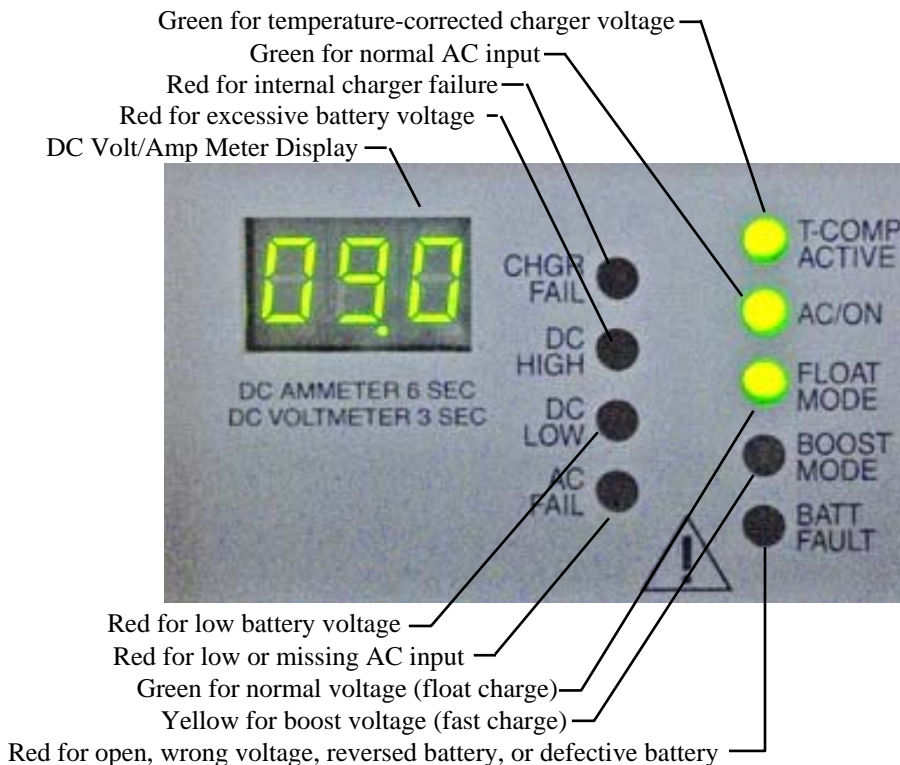 Green for temperature-corrected charger voltage
Green for normal AC input
Red for internal charger failure
Red for excessive battery voltage
DC Volt/Amp Meter Display
09.0
DC AMMETER 6 SEC
DC VOLTMETER 3 SEC
CHGR
FAIL
DC
HIGH
DC
LOW
AC
FAIL
T-COMP
ACTIVE
AC/ON
FLOAT
MODE
BOOST
MODE
BATT
FAULT
Red for low battery voltage
Red for low or missing AC input
Green for normal voltage (float charge)
Yellow for boost voltage (fast charge)
Red for open, wrong voltage, reversed battery, or defective battery